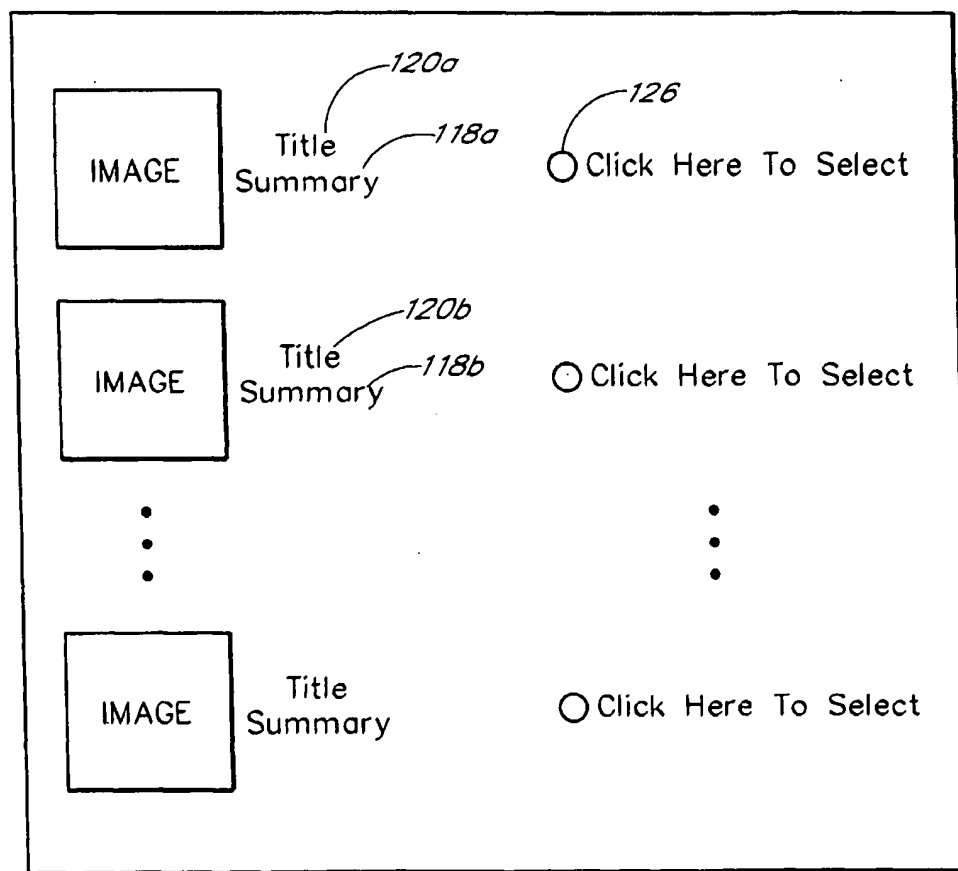 120a
126
Title
118a
IMAGE
Summary
Click Here To Select
120b
Title
118b
IMAGE
Summary
Click Here To Select
Title
IMAGE
Summary
Click Here To Select